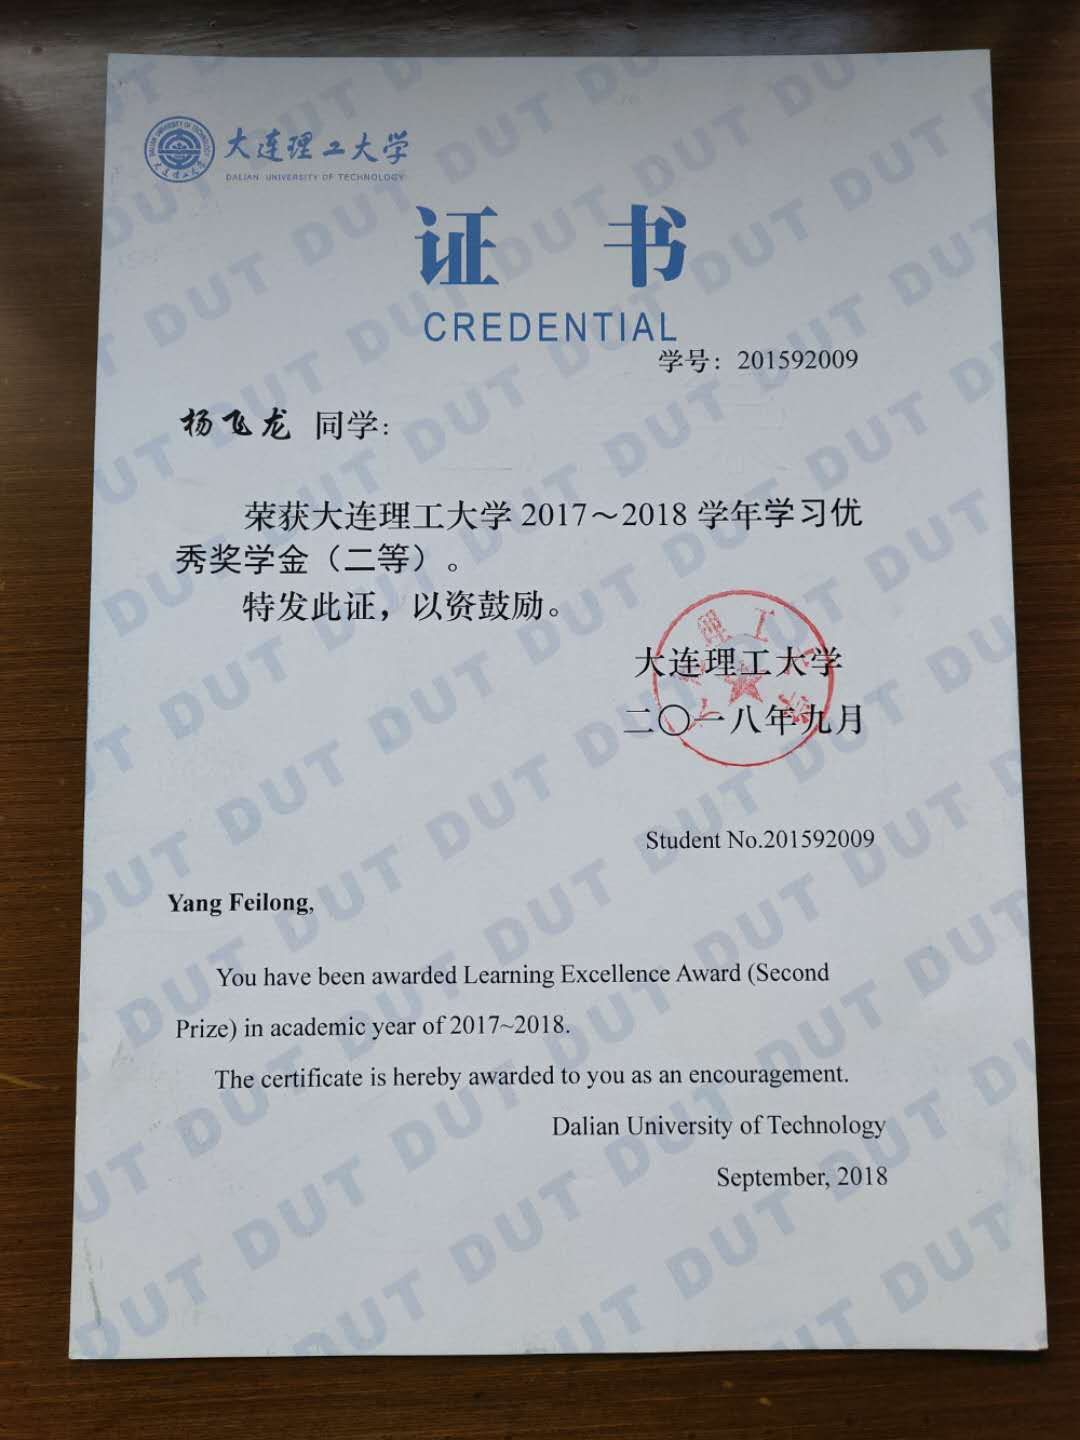 大连理工大学
DALIAN UNIVERSITY OF TECHNOLOGY
证 书
CREDENTIAL
学号：201592009
杨飞龙 同学：
荣获大连理工大学 2017～2018 学年学习优
秀奖学金（二等）。
特发此证，以资鼓励。
大连理工大学
二〇一八年九月
Student No.201592009
Yang Feilong,
You have been awarded Learning Excellence Award (Second
Prize) in academic year of 2017~2018.
The certificate is hereby awarded to you as an encouragement.
Dalian University of Technology
September, 2018